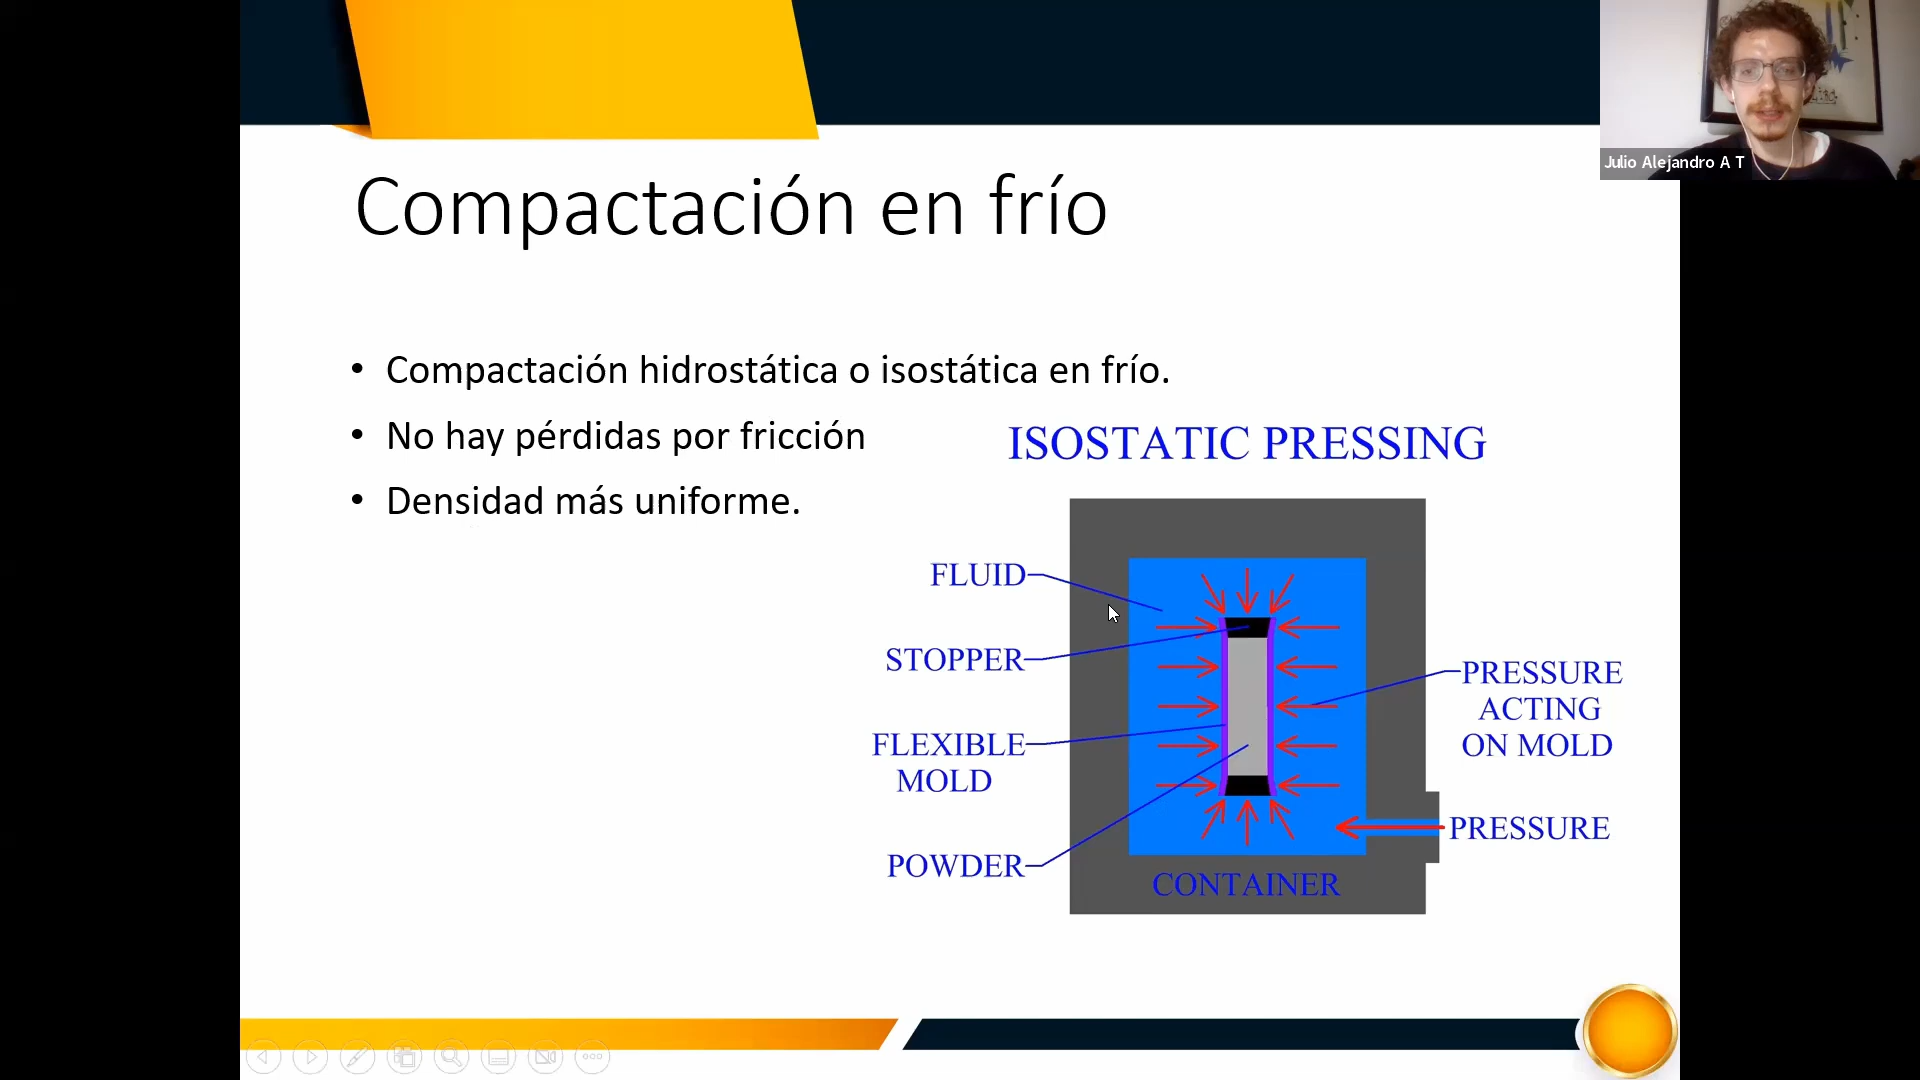 Julio Alejandro A T
Compactación en frío
• Compactación hidrostática o isostática en frío.
• No hay pérdidas por fricción
• Densidad más uniforme.
ISOSTATIC PRESSING
FLUID
STOPPER
FLEXIBLE
MOLD
POWDER
PRESSURE
ACTING
ON MOLD
PRESSURE
CONTAINER